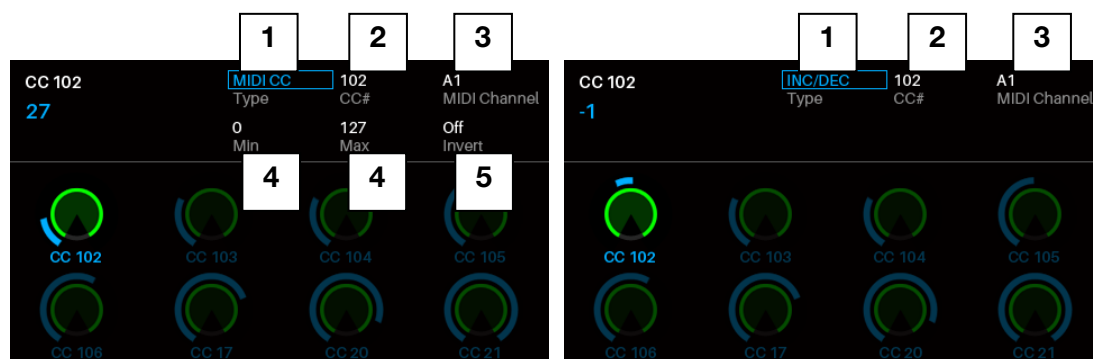 1 2 3
CC 102 MIDI CC 102 A1
27 Type CC# MIDI Channel
0 127 Off
Min Max Invert
4 4 5
CC 102 CC 103 CC 104 CC 105
CC 106 CC 17 CC 20 CC 21
1 2 3
CC 102 INC/DEC 102 A1
-1 Type CC# MIDI Channel
CC 102 CC 103 CC 104 CC 105
CC 106 CC 17 CC 20 CC 21